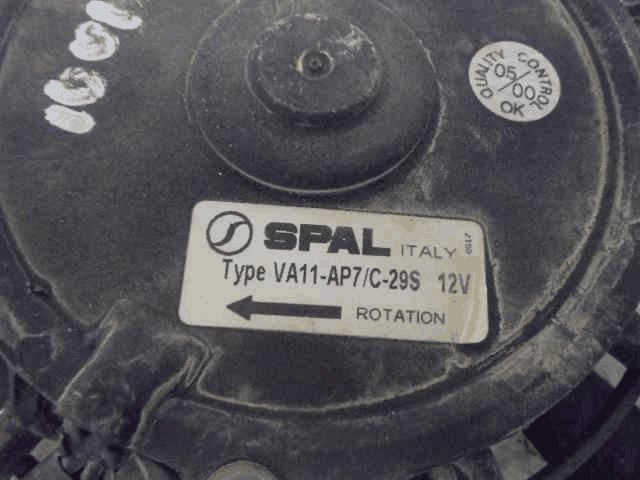 QUALITY CONTROL
05/00
OK
SPAL ITALY
Type VA11-AP7/C-29S 12V
ROTATION